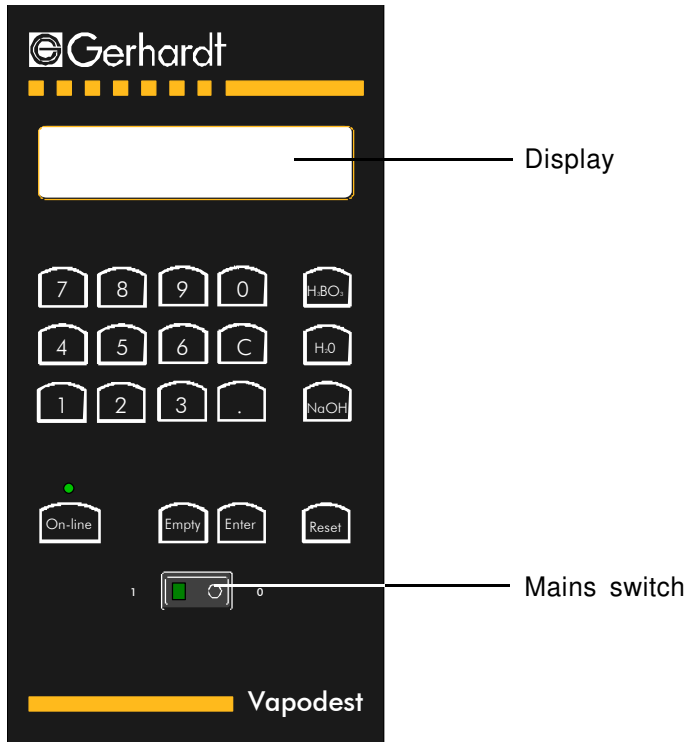 Gerhardt
Display
7 8 9 0 H₃BO₃
4 5 6 C H₂0
1 2 3 . NaOH
On-line Empty Enter Reset
1 0 Mains switch
Vapodest